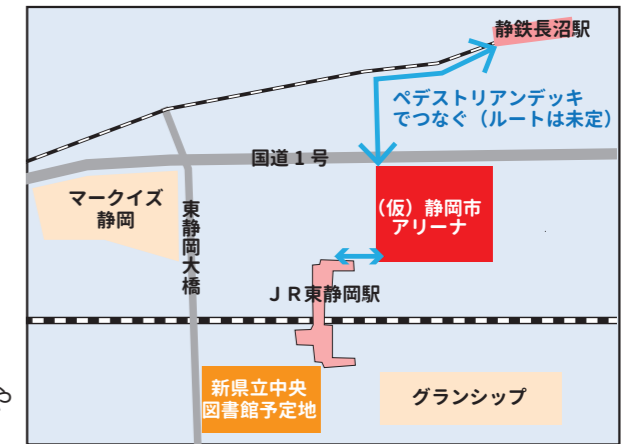 静鉄長沼駅
ペデストリアンデッキ
でつなぐ（ルートは未定）
国道１号
マークイズ
静岡
東静岡大橋
（仮）静岡市
アリーナ
ＪＲ東静岡駅
新県立中央
図書館予定地
グランシップ